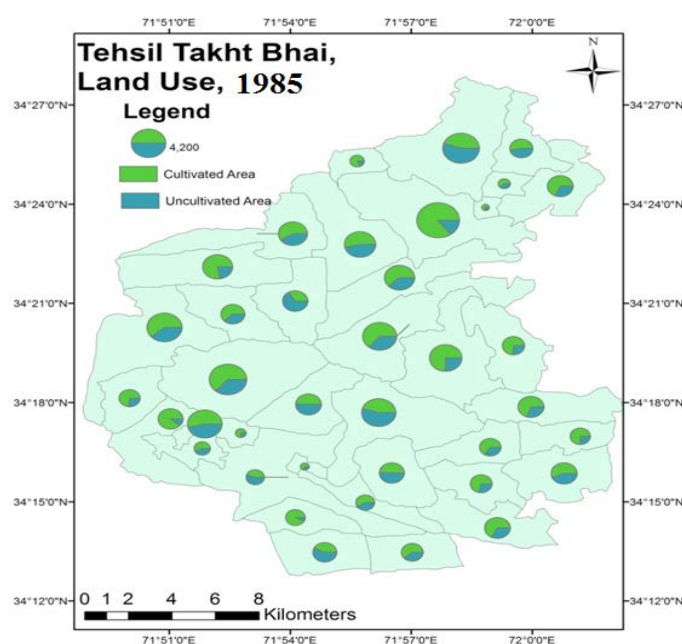 71°51'0"E 71°54'0"E 71°57'0"E 72°0'0"E
Tehsil Takht Bhai,
Land Use, 1985
N
Legend
4,200
Cultivated Area
Uncultivated Area
34°27'0"N 34°27'0"N
34°24'0"N 34°24'0"N
34°21'0"N 34°21'0"N
34°18'0"N 34°18'0"N
34°15'0"N 34°15'0"N
34°12'0"N 34°12'0"N
0 1 2 4 6 8
Kilometers
71°51'0"E 71°54'0"E 71°57'0"E 72°0'0"E